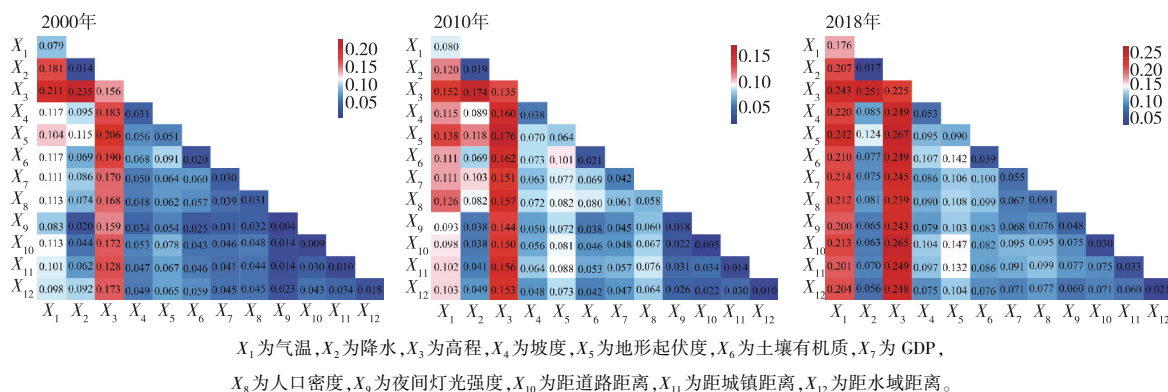 2000年 2010年 2018年
X1 0.079 0.080 X1 0.176
X2 0.181 0.014 0.20 0.120 0.019 0.15 X2 0.207 0.017 0.25
X3 0.211 0.235 0.156 0.15 0.152 0.174 0.135 0.10 X3 0.243 0.251 0.225 0.20
0.10 0.05 0.15
0.05 0.10
0.05
X4 0.117 0.095 0.183 0.031 0.115 0.089 0.160 0.038 X4 0.220 0.085 0.249 0.053
X5 0.104 0.115 0.206 0.056 0.051 0.138 0.118 0.176 0.070 0.064 X5 0.242 0.124 0.267 0.095 0.090
X6 0.117 0.069 0.190 0.068 0.091 0.020 0.111 0.069 0.162 0.073 0.101 0.021 X6 0.210 0.077 0.249 0.107 0.142 0.039
X7 0.111 0.086 0.170 0.050 0.064 0.060 0.030 0.111 0.103 0.151 0.063 0.077 0.069 0.042 X7 0.214 0.075 0.245 0.086 0.106 0.100 0.055
X8 0.113 0.074 0.168 0.048 0.062 0.057 0.039 0.031 0.126 0.082 0.157 0.072 0.082 0.080 0.061 0.058 X8 0.212 0.081 0.239 0.090 0.108 0.099 0.067 0.061
X9 0.083 0.020 0.159 0.034 0.054 0.046 0.025 0.031 0.032 0.004 0.093 0.038 0.144 0.050 0.072 0.038 0.045 0.060 0.018 X9 0.200 0.065 0.243 0.079 0.103 0.083 0.068 0.076 0.048
X10 0.113 0.044 0.172 0.053 0.078 0.043 0.046 0.048 0.014 0.009 0.098 0.038 0.150 0.056 0.081 0.046 0.048 0.067 0.022 0.005 X10 0.213 0.063 0.265 0.104 0.147 0.082 0.095 0.095 0.075 0.030
X11 0.101 0.062 0.128 0.047 0.067 0.046 0.041 0.044 0.014 0.030 0.010 0.102 0.041 0.156 0.064 0.088 0.053 0.057 0.076 0.031 0.034 0.014 X11 0.201 0.070 0.249 0.097 0.132 0.086 0.091 0.099 0.077 0.075 0.033
X12 0.098 0.092 0.173 0.049 0.065 0.059 0.045 0.045 0.023 0.043 0.034 0.018 0.103 0.049 0.153 0.048 0.073 0.042 0.047 0.064 0.026 0.022 0.030 0.010 X12 0.204 0.056 0.248 0.075 0.104 0.076 0.071 0.077 0.060 0.071 0.060 0.023
X1 X2 X3 X4 X5 X6 X7 X8 X9 X10 X11 X12 X1 X2 X3 X4 X5 X6 X7 X8 X9 X10 X11 X12 X1 X2 X3 X4 X5 X6 X7 X8 X9 X10 X11 X12
X1为气温,X2为降水,X3为高程,X4为坡度,X5为地形起伏度,X6为土壤有机质,X7为 GDP,
X8为人口密度,X9为夜间灯光强度,X10为距道路距离,X11为距城镇距离,X12为距水域距离。